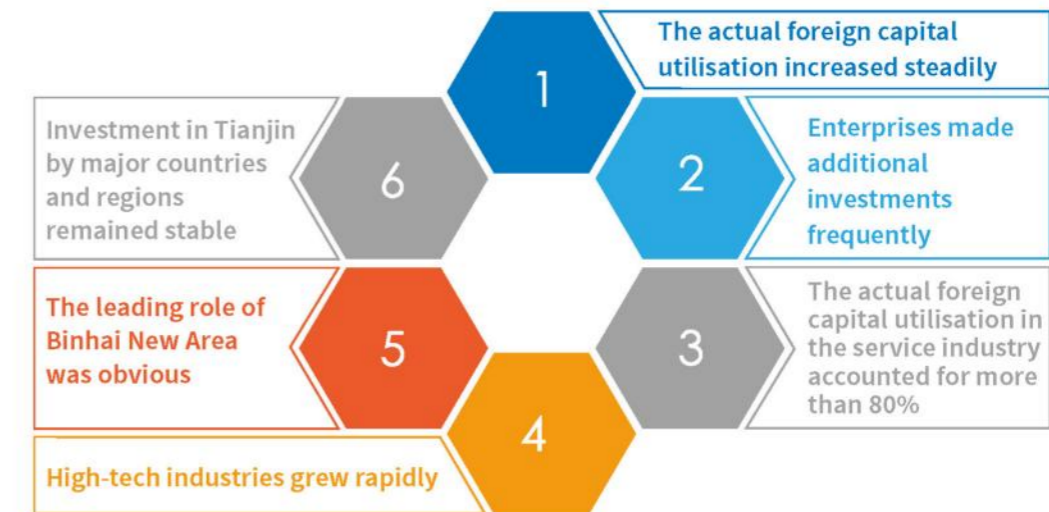 1
The actual foreign capital
utilisation increased steadily
2
Enterprises made
additional
investments
frequently
3
The actual foreign
capital utilisation in
the service industry
accounted for more
than 80%
4
High-tech industries grew rapidly
5
The leading role of
Binhai New Area
was obvious
6
Investment in Tianjin
by major countries
and regions
remained stable